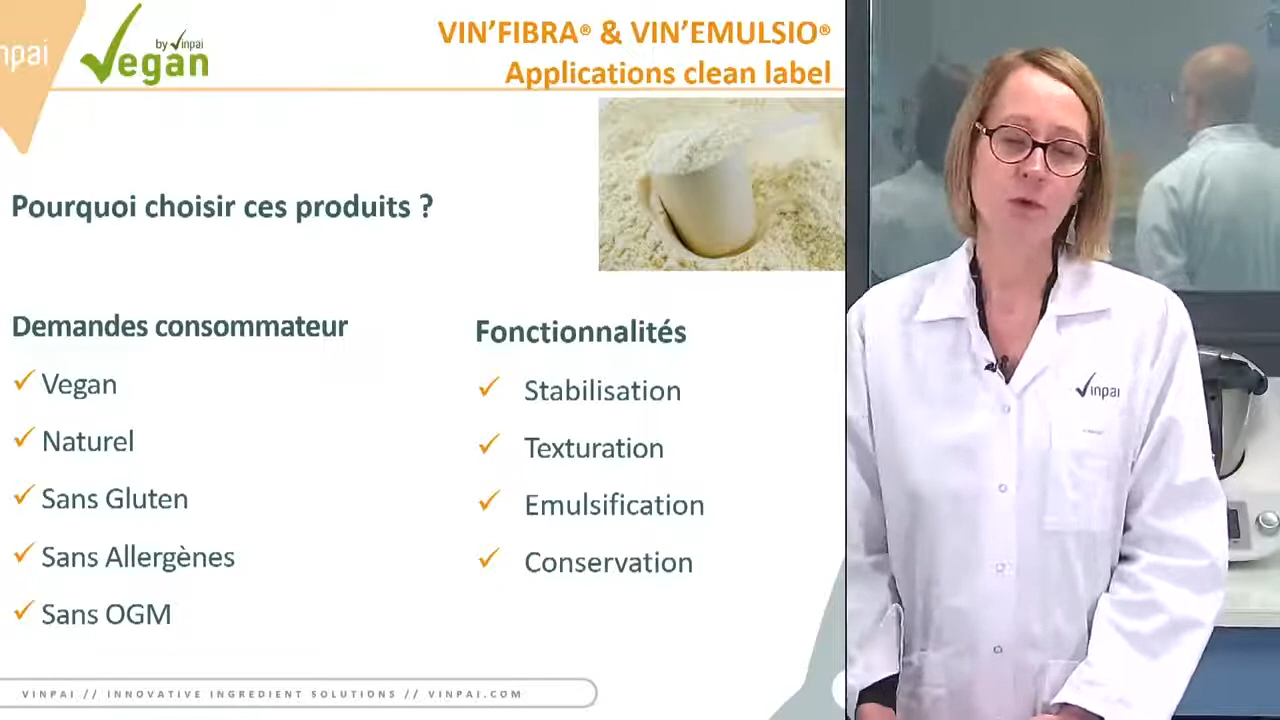 inpai
by Vinpai
Vegan
VIN'FIBRA® & VIN'EMULSIO®
Applications clean label
Pourquoi choisir ces produits ?
Demandes consommateur
Vegan
Naturel
Sans Gluten
Sans Allergènes
Sans OGM
Fonctionnalités
Stabilisation
Texturation
Emulsification
Conservation
VINPAI // INNOVATIVE INGREDIENT SOLUTIONS // VINPAI.COM
Vinpai